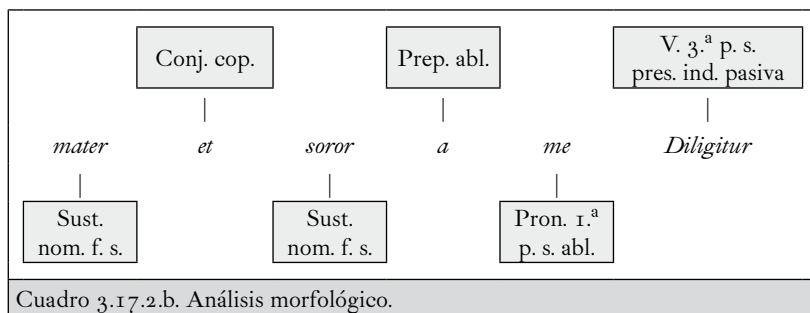 Conj. cop.
Prep. abl.
V. 3.ª p. s.
pres. ind. pasiva
mater et soror a me Diligitur
Sust.
nom. f. s.
Sust.
nom. f. s.
Pron. 1.ª
p. s. abl.
Cuadro 3.17.2.b. Análisis morfológico.